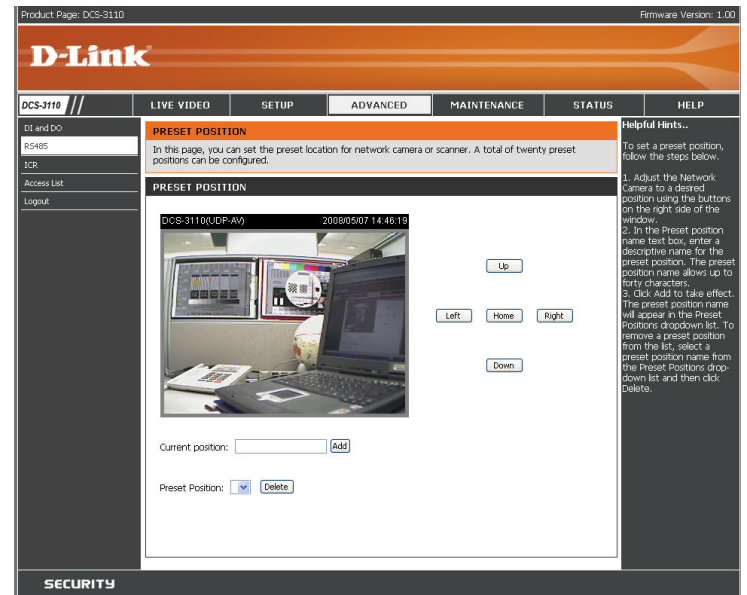 Product Page: DCS-3110
Firmware Version: 1.00
D-Link
DCS-3110
LIVE VIDEO
SETUP
ADVANCED
MAINTENANCE
STATUS
HELP
DI and DO
RS485
ICR
Access List
Logout
PRESET POSITION
In this page, you can set the preset location for network camera or scanner. A total of twenty preset
positions can be configured.
PRESET POSITION
DCS-3110(UDP-AV)
2008/05/07 14:46:19
Up
Left
Home
Right
Down
Current position:
Add
Preset Position:
Delete
Helpful Hints..
To set a preset position,
follow the steps below.
1. Adjust the Network
Camera to a desired
position using the buttons
on the right side of the
window.
2. In the Preset position
name text box, enter a
descriptive name for the
preset position. The preset
position name allows up to
forty characters.
3. Click Add to take effect.
The preset position name
will appear in the Preset
Positions dropdown list. To
remove a preset position
from the list, select a
preset position name from
the Preset Positions drop-
down list and then click
Delete.
SECURITY